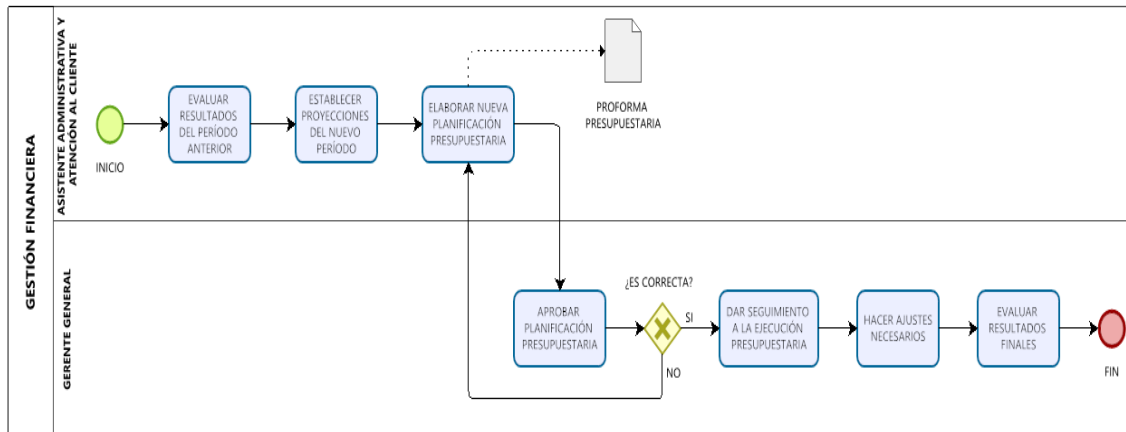 GESTIÓN FINANCIERA
ASISTENTE ADMINISTRATIVA Y
ATENCIÓN AL CLIENTE
INICIO
EVALUAR
RESULTADOS
DEL PERÍODO
ANTERIOR
ESTABLECER
PROYECCIONES
DEL NUEVO
PERÍODO
ELABORAR NUEVA
PLANIFICACIÓN
PRESUPUESTARIA
PROFORMA
PRESUPUESTARIA
GERENTE GENERAL
APROBAR
PLANIFICACIÓN
PRESUPUESTARIA
¿ES CORRECTA?
SI
NO
DAR SEGUIMIENTO
A LA EJECUCIÓN
PRESUPUESTARIA
HACER AJUSTES
NECESARIOS
EVALUAR
RESULTADOS
FINALES
FIN